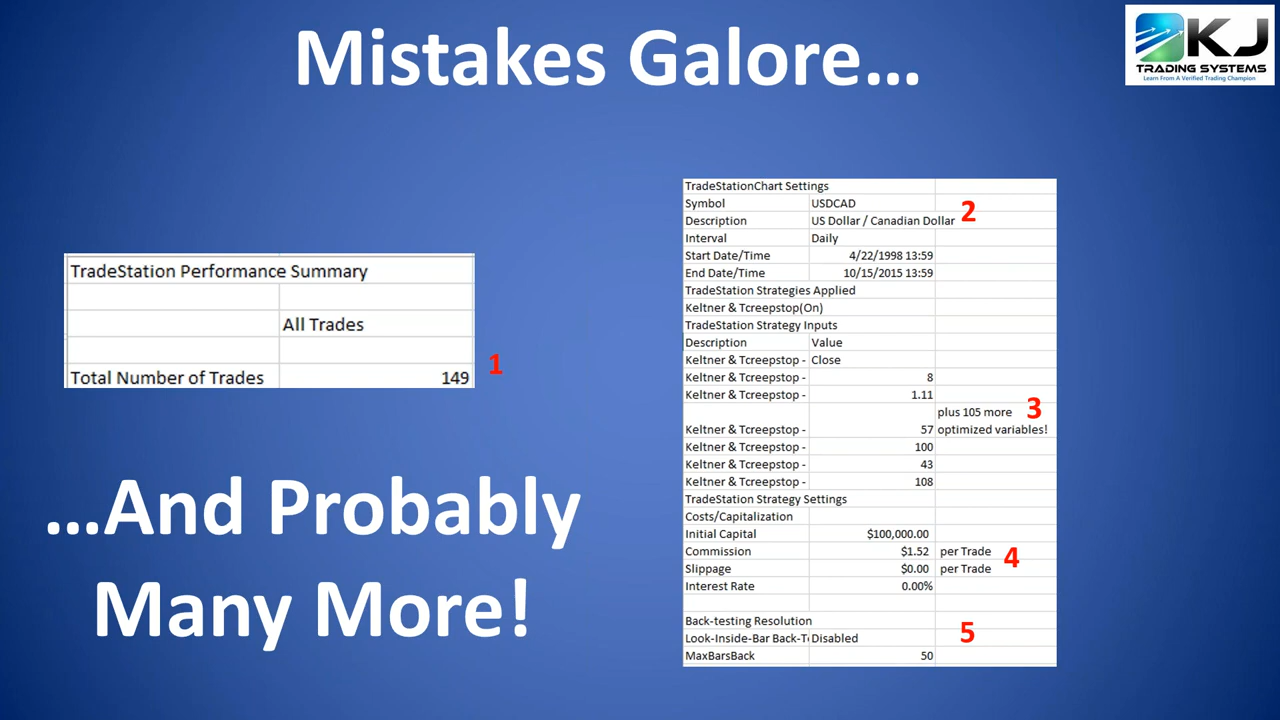 Mistakes Galore...
KJ
TRADING SYSTEMS
Learn From A Verified Trading Champion
TradeStation Performance Summary
All Trades
Total Number of Trades 149
1
...And Probably
Many More!
TradeStationChart Settings
Symbol USDCAD
2
Description US Dollar / Canadian Dollar
Interval Daily
Start Date/Time 4/22/1998 13:59
End Date/Time 10/15/2015 13:59
TradeStation Strategies Applied
Keltner & Tcreepstop(On)
TradeStation Strategy Inputs
Description Value
Keltner & Tcreepstop - Close
Keltner & Tcreepstop - 8
Keltner & Tcreepstop - 1.11
plus 105 more 3
Keltner & Tcreepstop - 57 optimized variables!
Keltner & Tcreepstop - 100
Keltner & Tcreepstop - 43
Keltner & Tcreepstop - 108
TradeStation Strategy Settings
Costs/Capitalization
Initial Capital $100,000.00
Commission $1.52 per Trade 4
Slippage $0.00 per Trade
Interest Rate 0.00%
Back-testing Resolution
Look-Inside-Bar Back-T Disabled 5
MaxBarsBack 50